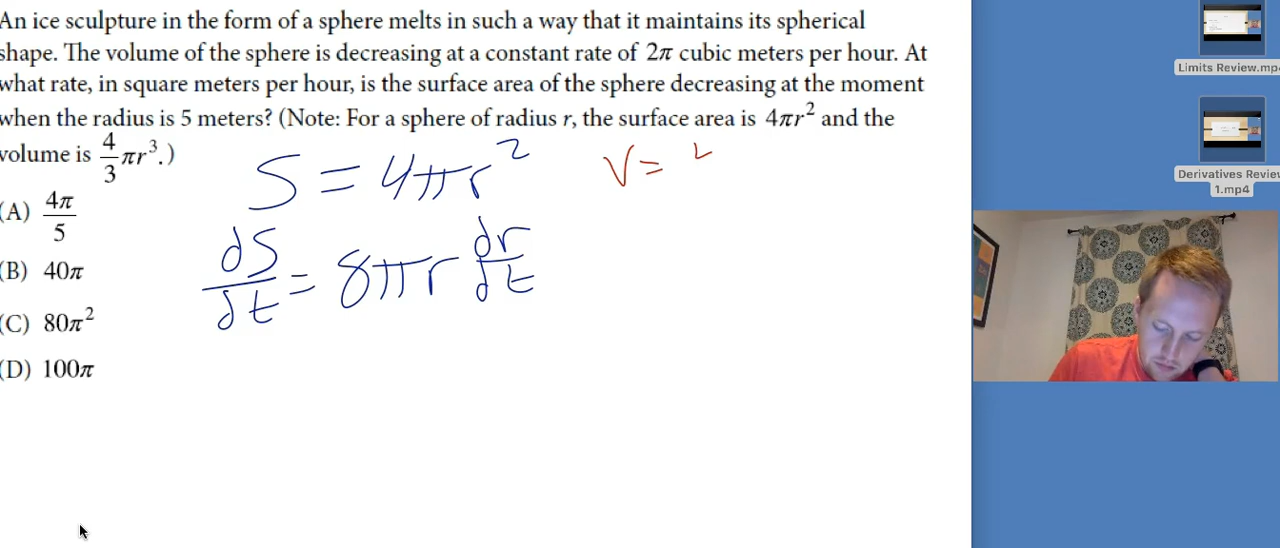 An ice sculpture in the form of a sphere melts in such a way that it maintains its spherical
shape. The volume of the sphere is decreasing at a constant rate of 2π cubic meters per hour. At
what rate, in square meters per hour, is the surface area of the sphere decreasing at the moment
when the radius is 5 meters? (Note: For a sphere of radius r, the surface area is 4πr² and the
volume is 4/3 πr³.)
S = 4πr²
V =
(A) 4π/5
dS/dt = 8πr dr/dt
(B) 40π
(C) 80π²
(D) 100π
Limits Review.mp4
Derivatives Review
1.mp4